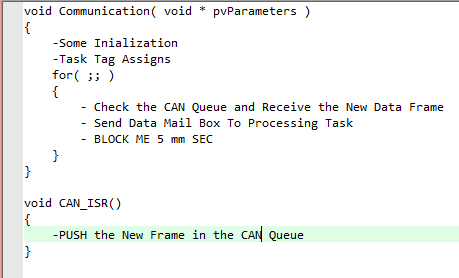 void Communication( void * pvParameters )
{
-Some Inialization
-Task Tag Assigns
for( ;; )
{
- Check the CAN Queue and Receive the New Data Frame
- Send Data Mail Box To Processing Task
- BLOCK ME 5 mm SEC
}
}
void CAN_ISR()
{
-PUSH the New Frame in the CAN Queue
}